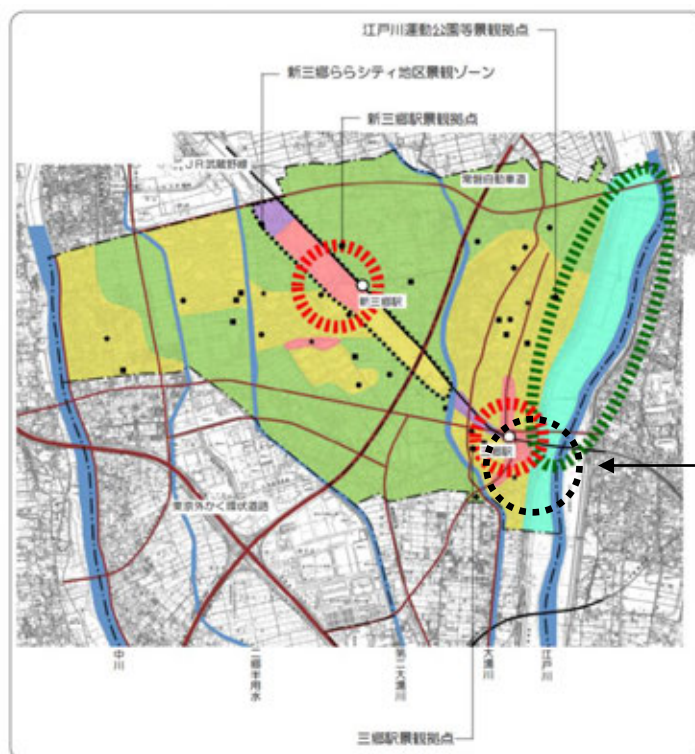 江戸川運動公園等景観拠点
新三郷ららシティ地区景観ゾーン
新三郷駅景観拠点
JR武蔵野線
常磐自動車道
新三郷駅
三郷駅
東京外かく環状道路
中川
二郷半用水
第二大場川
大場川
江戸川
三郷駅景観拠点